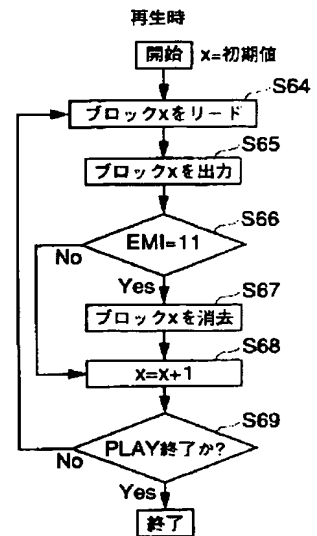 再生時
開始 x=初期値
S64
ブロックxをリード
S65
ブロックxを出力
S66
EMI=11
No
Yes
S67
ブロックxを消去
S68
x=x+1
S69
PLAY終了か?
No
Yes
終了